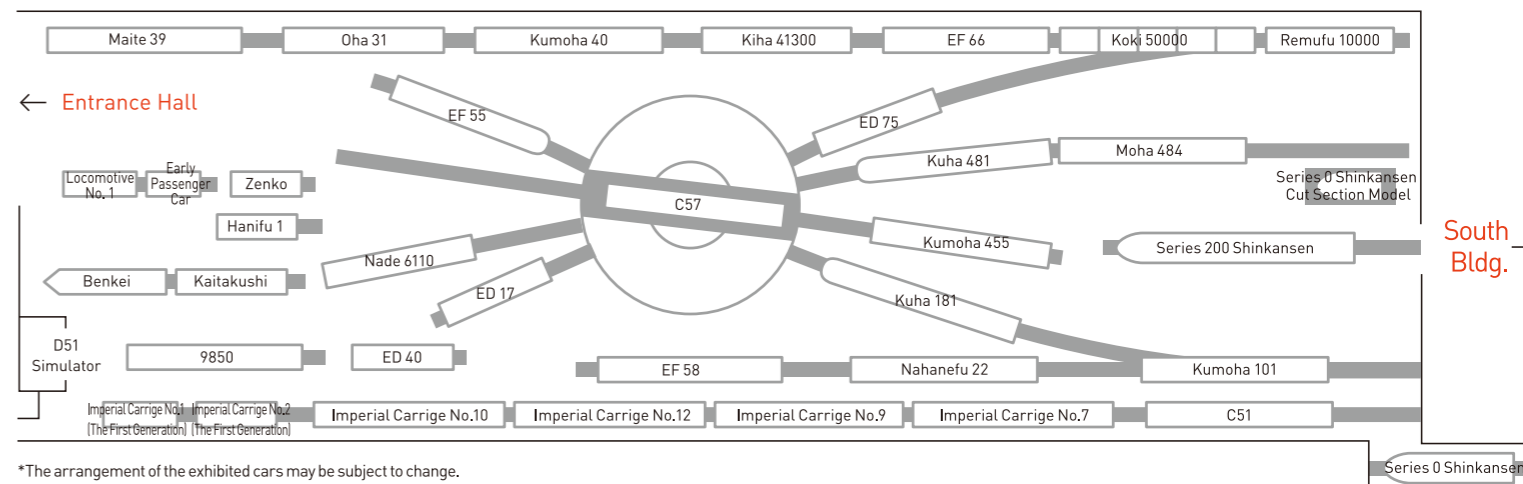 Maite 39
Oha 31
Kumoha 40
Kiha 41300
EF 66
Koki 50000
Remufu 10000
← Entrance Hall
EF 55
ED 75
Kuha 481
Moha 484
Locomotive
No. 1
Early
Passenger
Car
Zenko
Series 0 Shinkansen
Cut Section Model
C57
Hanifu 1
Kumoha 455
Series 200 Shinkansen
South
Bldg.
Nade 6110
Benkei
Kaitakushi
ED 17
Kuha 181
D51
Simulator
9850
ED 40
EF 58
Nahanefu 22
Kumoha 101
Imperial Carrige No.1
(The First Generation)
Imperial Carrige No.2
(The First Generation)
Imperial Carrige No.10
Imperial Carrige No.12
Imperial Carrige No.9
Imperial Carrige No.7
C51
*The arrangement of the exhibited cars may be subject to change.
Series 0 Shinkansen